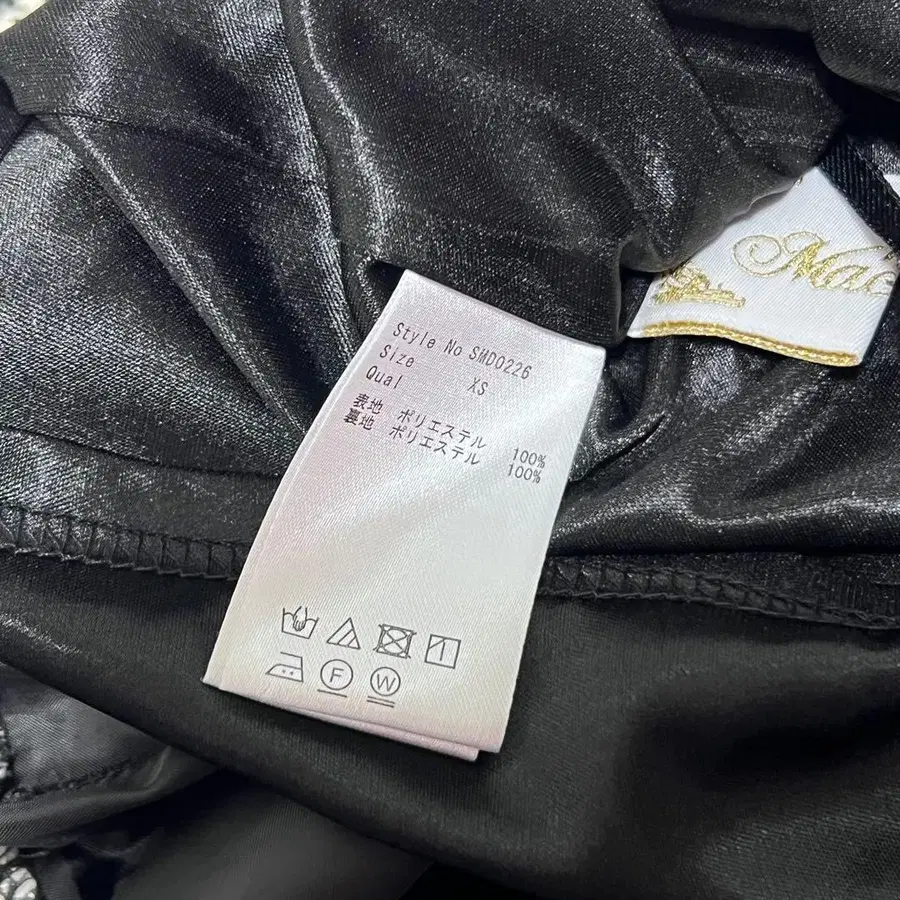 Style No SMD0226
Size XS
Qual
表地 ポリエステル 100%
裏地 ポリエステル 100%
F W